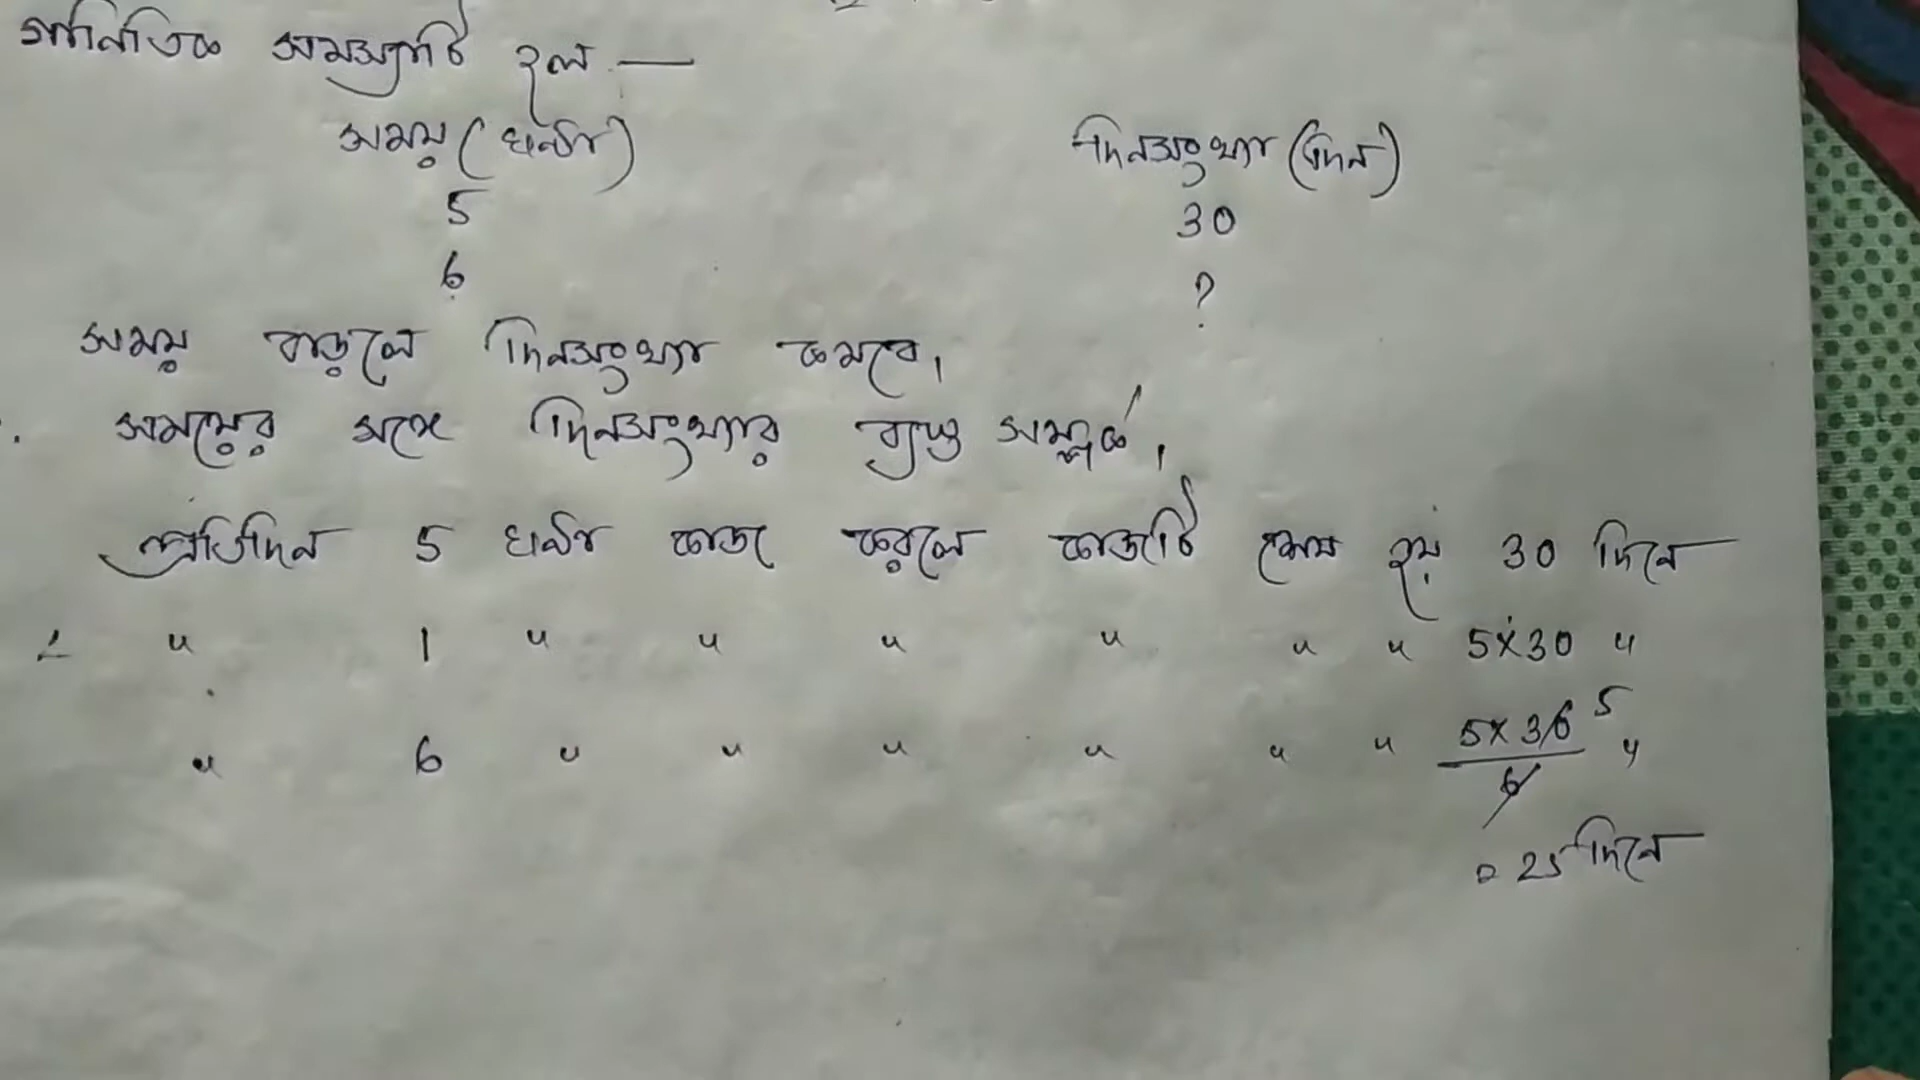 গাণিতিক সমস্যাটি হল —
সময় (ঘন্টা) দিনসংখ্যা (দিন)
5 30
6 ?
সময় বাড়লে দিনসংখ্যা কমবে।
সময়ের সঙ্গে দিনসংখ্যার ব্যস্ত সম্পর্ক।
প্রতিদিন 5 ঘন্টা কাজ করলে কাজটি শেষ হয় 30 দিনে
" 1 " " " " " " 5×30 "
" 6 " " " " " " 5×30/6 5 "
= 25 দিনে